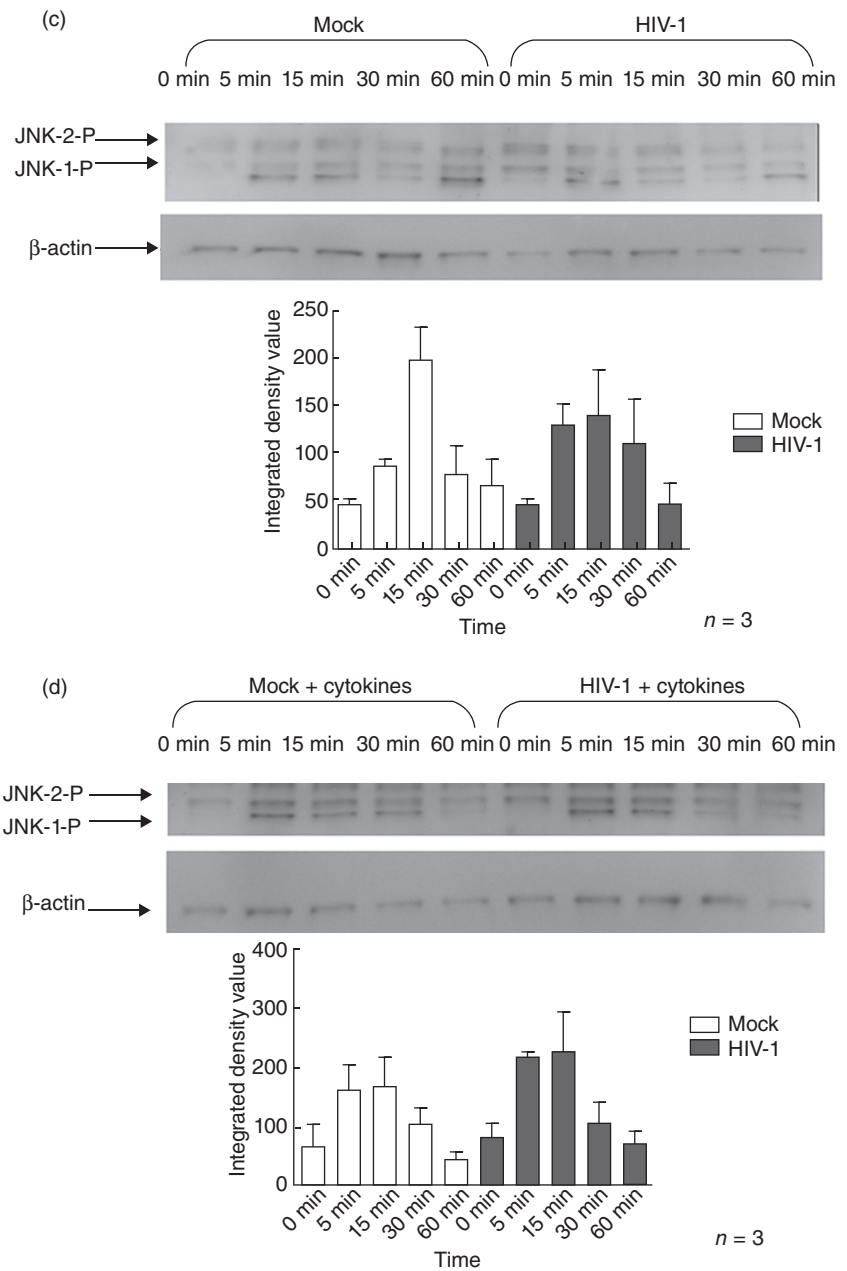 (c)
Mock HIV-1
0 min 5 min 15 min 30 min 60 min 0 min 5 min 15 min 30 min 60 min
JNK-2-P
JNK-1-P
β-actin
Integrated density value
250
200
150
100
50
0
0 min 5 min 15 min 30 min 60 min 0 min 5 min 15 min 30 min 60 min
Time
Mock
HIV-1
n = 3
(d)
Mock + cytokines HIV-1 + cytokines
0 min 5 min 15 min 30 min 60 min 0 min 5 min 15 min 30 min 60 min
JNK-2-P
JNK-1-P
β-actin
Integrated density value
400
300
200
100
0
0 min 5 min 15 min 30 min 60 min 0 min 5 min 15 min 30 min 60 min
Time
Mock
HIV-1
n = 3